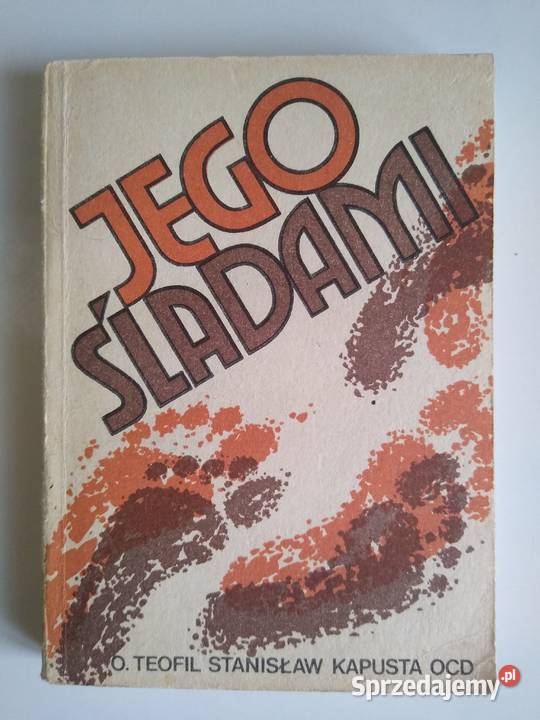 JEGO
ŚLADAMI
O. TEOFIL STANISŁAW KAPUSTA OCD
Sprzedajemy.pl